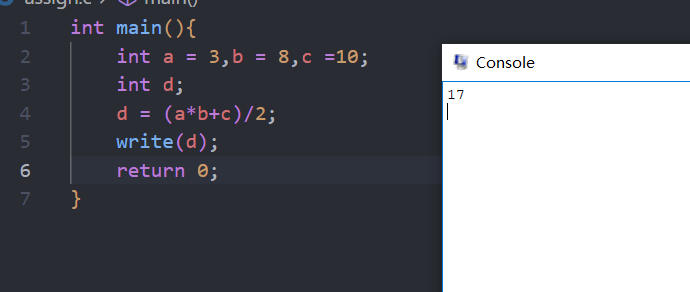 assign.c > main()
1 int main(){
2 int a = 3,b = 8,c =10;
3 int d;
4 d = (a*b+c)/2;
5 write(d);
6 return 0;
7 }
Console
17